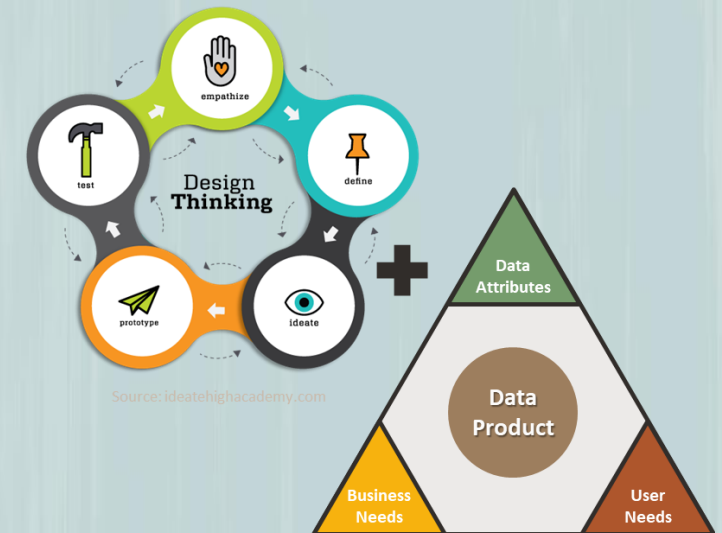 empathize
define
ideate
prototype
test
Design
Thinking
Source: ideatehighacademy.com
Data
Attributes
Data
Product
Business
Needs
User
Needs